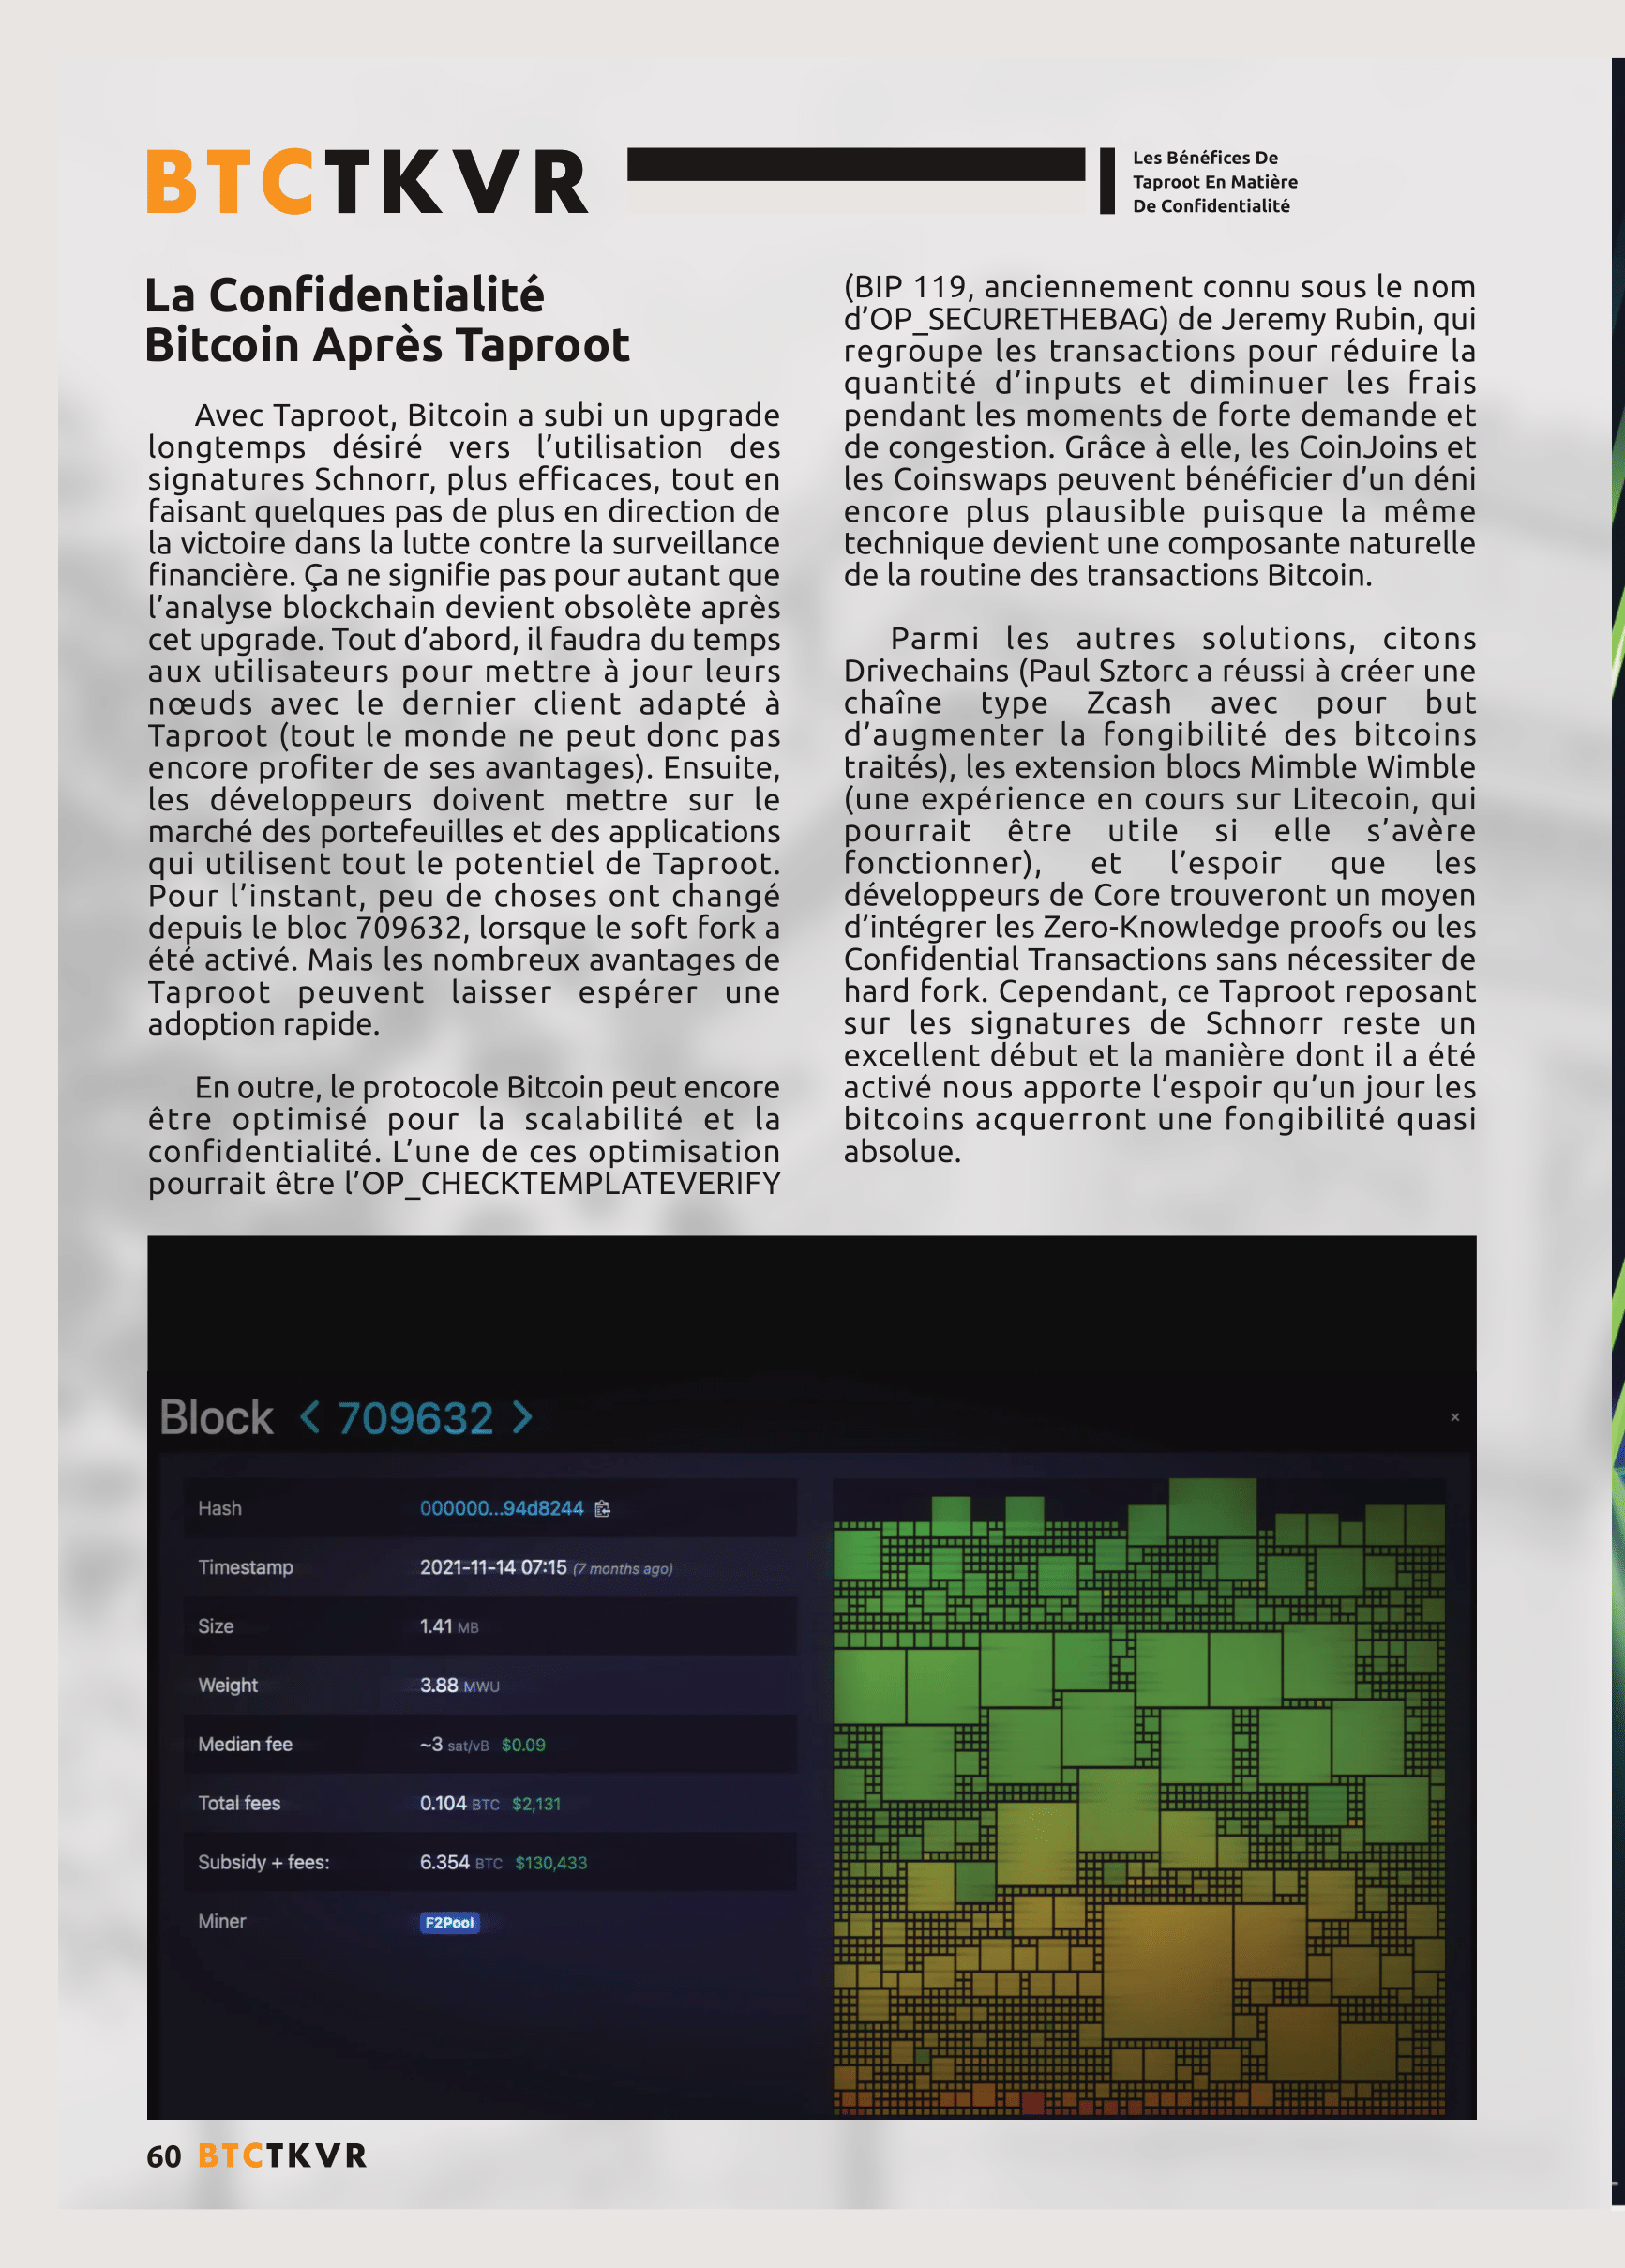 BTCTKVR
Les Bénéfices De
Taproot En Matière
De Confidentialité
La Confidentialité
Bitcoin Après Taproot
Avec Taproot, Bitcoin a subi un upgrade
longtemps désiré vers l’utilisation des
signatures Schnorr, plus efficaces, tout en
faisant quelques pas de plus en direction de
la victoire dans la lutte contre la surveillance
financière. Ça ne signifie pas pour autant que
l’analyse blockchain devient obsolète après
cet upgrade. Tout d’abord, il faudra du temps
aux utilisateurs pour mettre à jour leurs
nœuds avec le dernier client adapté à
Taproot (tout le monde ne peut donc pas
encore profiter de ses avantages). Ensuite,
les développeurs doivent mettre sur le
marché des portefeuilles et des applications
qui utilisent tout le potentiel de Taproot.
Pour l’instant, peu de choses ont changé
depuis le bloc 709632, lorsque le soft fork a
été activé. Mais les nombreux avantages de
Taproot peuvent laisser espérer une
adoption rapide.
En outre, le protocole Bitcoin peut encore
être optimisé pour la scalabilité et la
confidentialité. L’une de ces optimisation
pourrait être l’OP_CHECKTEMPLATEVERIFY
(BIP 119, anciennement connu sous le nom
d’OP_SECURETHEBAG) de Jeremy Rubin, qui
regroupe les transactions pour réduire la
quantité d’inputs et diminuer les frais
pendant les moments de forte demande et
de congestion. Grâce à elle, les CoinJoins et
les Coinswaps peuvent bénéficier d’un déni
encore plus plausible puisque la même
technique devient une composante naturelle
de la routine des transactions Bitcoin.
Parmi les autres solutions, citons
Drivechains (Paul Sztorc a réussi à créer une
chaîne type Zcash avec pour but
d’augmenter la fongibilité des bitcoins
traités), les extension blocs Mimble Wimble
(une expérience en cours sur Litecoin, qui
pourrait être utile si elle s’avère
fonctionner), et l’espoir que les
développeurs de Core trouveront un moyen
d’intégrer les Zero-Knowledge proofs ou les
Confidential Transactions sans nécessiter de
hard fork. Cependant, ce Taproot reposant
sur les signatures de Schnorr reste un
excellent début et la manière dont il a été
activé nous apporte l’espoir qu’un jour les
bitcoins acquerront une fongibilité quasi
absolue.
Block < 709632 > ×
Hash 000000...94d8244
Timestamp 2021-11-14 07:15 (7 months ago)
Size 1.41 MB
Weight 3.88 MWU
Median fee ~3 sat/vB $0.09
Total fees 0.104 BTC $2,131
Subsidy + fees: 6.354 BTC $130,433
Miner F2Pool
60 BTCTKVR